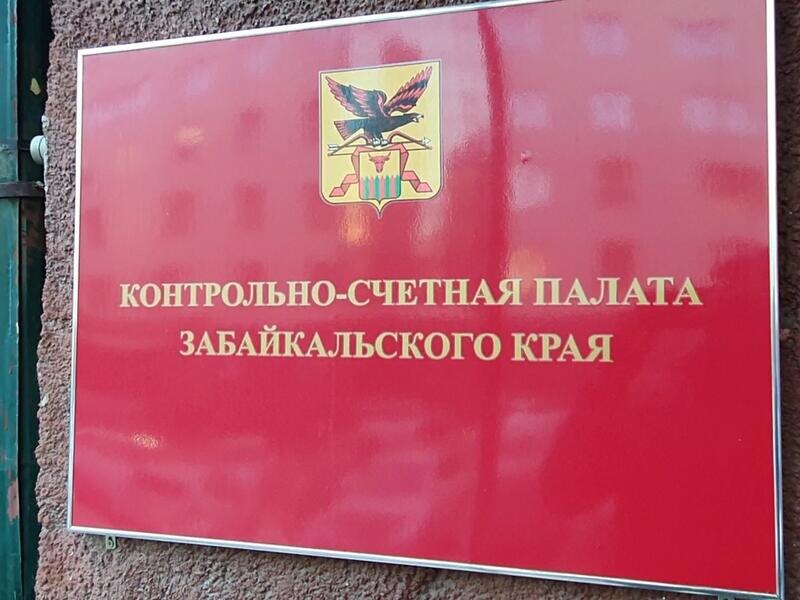 КОНТРОЛЬНО-СЧЕТНАЯ ПАЛАТА
ЗАБАЙКАЛЬСКОГО КРАЯ